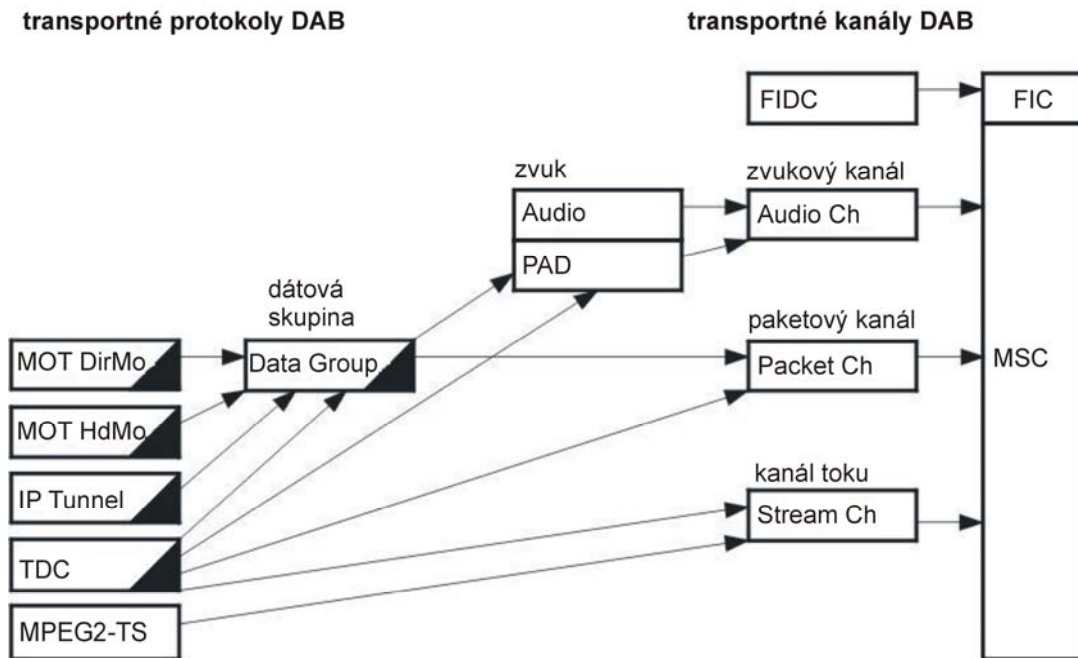 transportné protokoly DAB
transportné kanály DAB
FIDC
FIC
zvuk
zvukový kanál
Audio
Audio Ch
PAD
dátová
skupina
paketový kanál
MOT DirMo
Data Group
Packet Ch
MSC
MOT HdMo
kanál toku
IP Tunnel
Stream Ch
TDC
MPEG2-TS